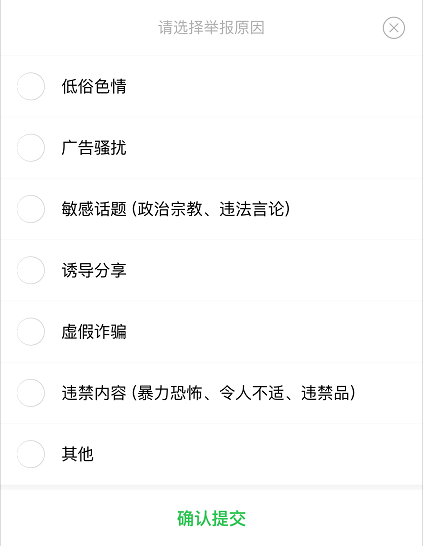 请选择举报原因
低俗色情
广告骚扰
敏感话题 (政治宗教、违法言论)
诱导分享
虚假诈骗
违禁内容 (暴力恐怖、令人不适、违禁品)
其他
确认提交